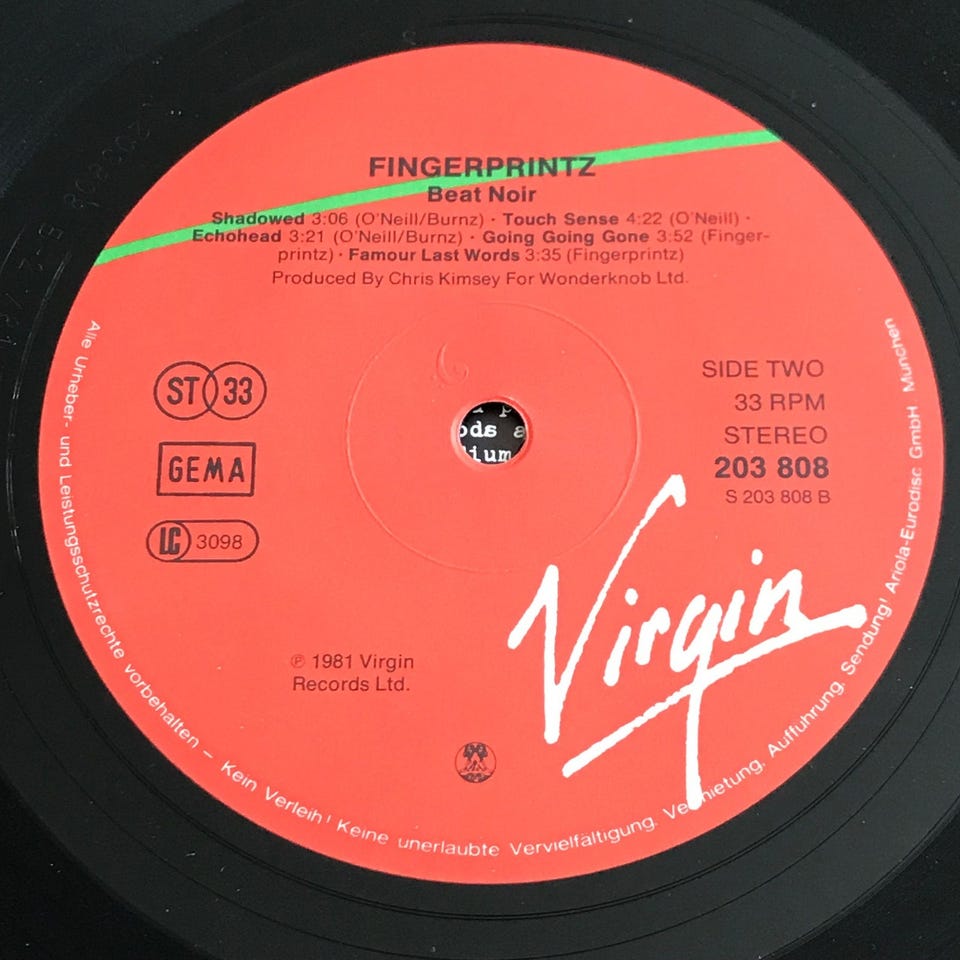 FINGERPRINTZ
Beat Noir
Shadowed 3:06 (O'Neill/Burnz) · Touch Sense 4:22 (O'Neill) ·
Echohead 3:21 (O'Neill/Burnz) · Going Going Gone 3:52 (Finger-
printz) · Famour Last Words 3:35 (Fingerprintz)
Produced By Chris Kimsey For Wonderknob Ltd.
ST 33
GEMA
LC 3098
SIDE TWO
33 RPM
STEREO
203 808
S 203 808 B
ods a
ium
℗ 1981 Virgin
Records Ltd.
Virgin
Alle Urheber- und Leistungsschutzrechte vorbehalten – Kein Verleih! Keine unerlaubte Vervielfältigung, Vermietung, Aufführung, Sendung! Ariola-Eurodisc GmbH München